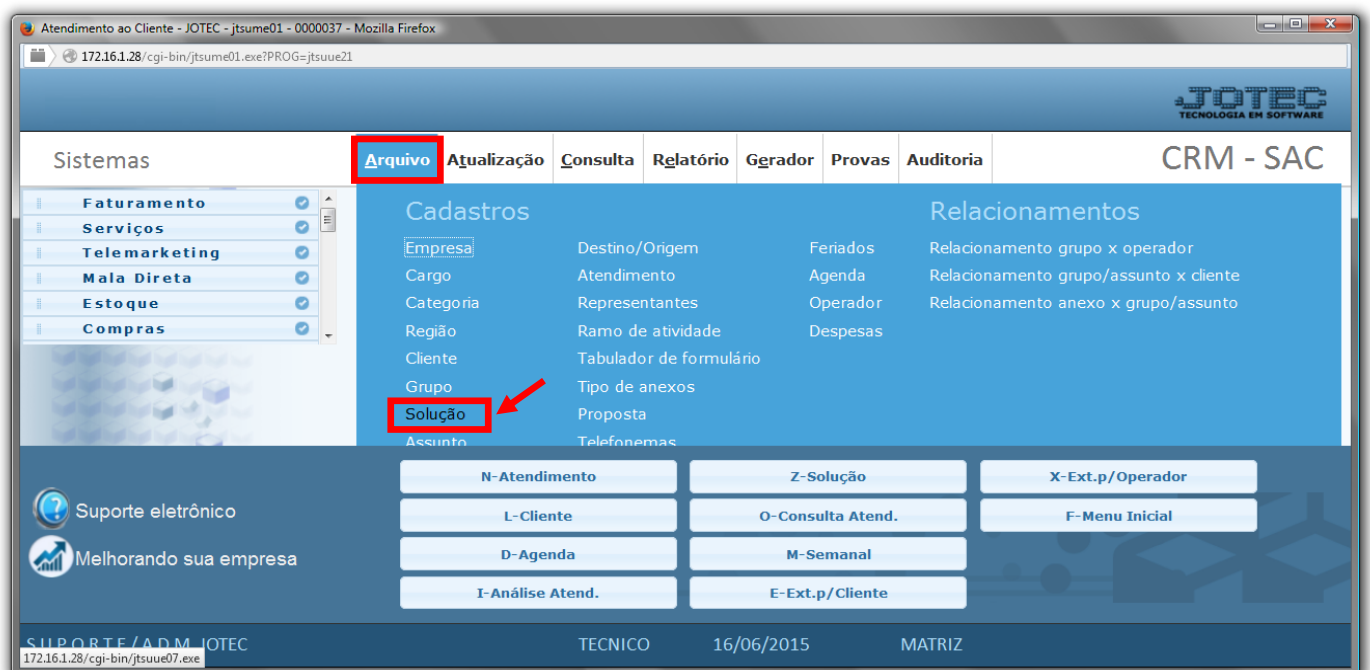 Atendimento ao Cliente - JOTEC - jtsume01 - 0000037 - Mozilla Firefox
172.16.1.28/cgi-bin/jtsume01.exe?PROG=jtsuue21
JOTEC
TECNOLOGIA EM SOFTWARE
Sistemas
Arquivo Atualização Consulta Relatório Gerador Provas Auditoria
CRM - SAC
Faturamento
Serviços
Telemarketing
Mala Direta
Estoque
Compras
Cadastros
Empresa
Cargo
Categoria
Região
Cliente
Grupo
Solução
Assunto
Destino/Origem
Atendimento
Representantes
Ramo de atividade
Tabulador de formulário
Tipo de anexos
Proposta
Telefonemas
Feriados
Agenda
Operador
Despesas
Relacionamentos
Relacionamento grupo x operador
Relacionamento grupo/assunto x cliente
Relacionamento anexo x grupo/assunto
Suporte eletrônico
Melhorando sua empresa
N-Atendimento Z-Solução X-Ext.p/Operador
L-Cliente O-Consulta Atend. F-Menu Inicial
D-Agenda M-Semanal
I-Análise Atend. E-Ext.p/Cliente
SUPORTE/ADM JOTEC TECNICO 16/06/2015 MATRIZ
172.16.1.28/cgi-bin/jtsuue07.exe